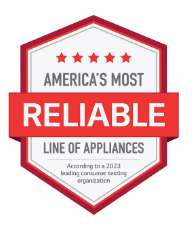 AMERICA'S MOST
RELIABLE
LINE OF APPLIANCES
According to a 2023
leading consumer testing
organization